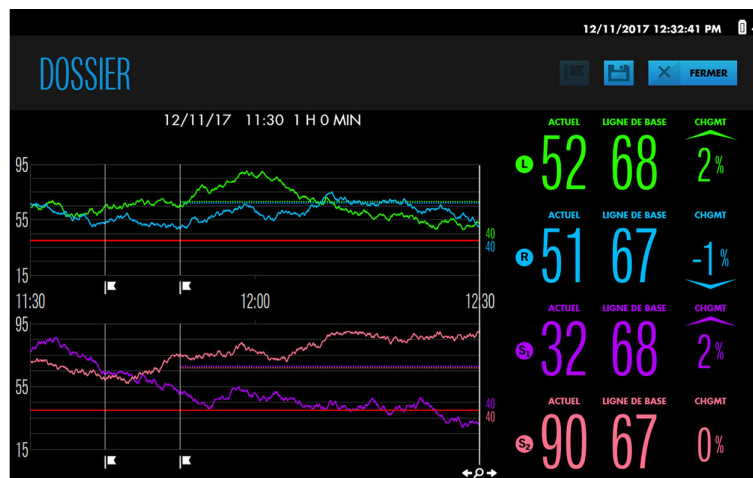 12/11/2017 12:32:41 PM
DOSSIER
FERMER
12/11/17 11:30 1 H 0 MIN
95
55
15
40
40
11:30 12:00 12:30
95
55
15
40
40
ACTUEL LIGNE DE BASE CHGMT
L 52 68 2%
ACTUEL LIGNE DE BASE CHGMT
R 51 67 -1%
ACTUEL LIGNE DE BASE CHGMT
S1 32 68 2%
ACTUEL LIGNE DE BASE CHGMT
S2 90 67 0%